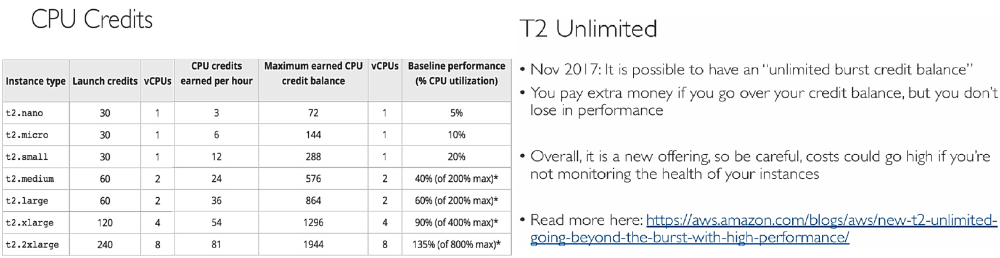 CPU Credits
Instance type Launch credits vCPUs CPU credits earned per hour Maximum earned CPU credit balance vCPUs Baseline performance (% CPU utilization)
t2.nano 30 1 3 72 1 5%
t2.micro 30 1 6 144 1 10%
t2.small 30 1 12 288 1 20%
t2.medium 60 2 24 576 2 40% (of 200% max)*
t2.large 60 2 36 864 2 60% (of 200% max)*
t2.xlarge 120 4 54 1296 4 90% (of 400% max)*
t2.2xlarge 240 8 81 1944 8 135% (of 800% max)*
T2 Unlimited
• Nov 2017: It is possible to have an “unlimited burst credit balance”
• You pay extra money if you go over your credit balance, but you don’t
lose in performance
• Overall, it is a new offering, so be careful, costs could go high if you’re
not monitoring the health of your instances
• Read more here: https://aws.amazon.com/blogs/aws/new-t2-unlimited-
going-beyond-the-burst-with-high-performance/